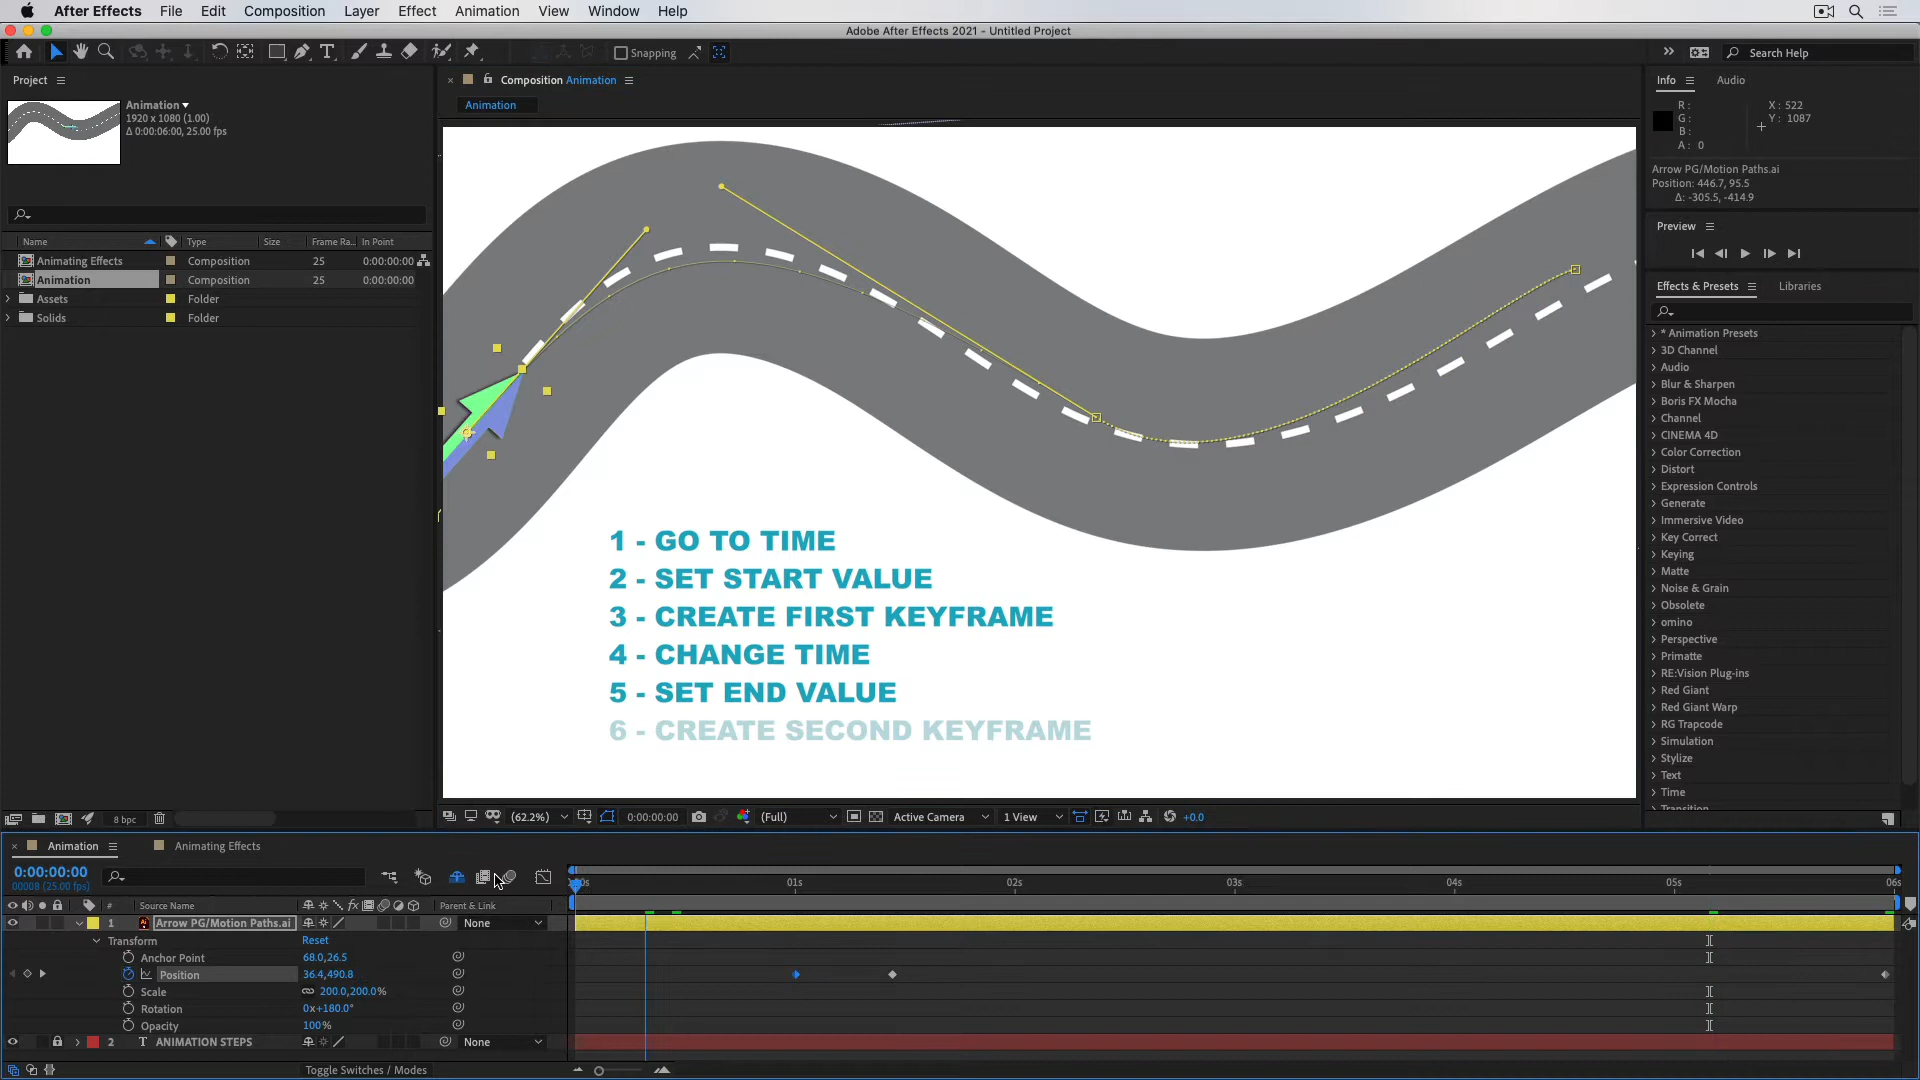 After Effects File Edit Composition Layer Effect Animation View Window Help
Adobe After Effects 2021 - Untitled Project
Snapping
Search Help
Project
Animation
1920 x 1080 (1.00)
Δ 0:00:06:00, 25.00 fps
Name Type Size Frame Ra... In Point
Animating Effects Composition 25 0:00:00:00
Animation Composition 25 0:00:00:00
Assets Folder
Solids Folder
8 bpc
Composition Animation
Animation
1 - GO TO TIME
2 - SET START VALUE
3 - CREATE FIRST KEYFRAME
4 - CHANGE TIME
5 - SET END VALUE
6 - CREATE SECOND KEYFRAME
(62.2%) 0:00:00:00 (Full) Active Camera 1 View +0.0
Info Audio
R: X: 522
G: Y: 1087
B:
A: 0
Arrow PG/Motion Paths.ai
Position: 446.7, 95.5
Δ: -305.5, -414.9
Preview
Effects & Presets Libraries
* Animation Presets
3D Channel
Audio
Blur & Sharpen
Boris FX Mocha
Channel
CINEMA 4D
Color Correction
Distort
Expression Controls
Generate
Immersive Video
Key Correct
Keying
Matte
Noise & Grain
Obsolete
omino
Perspective
Primatte
RE:Vision Plug-ins
Red Giant
Red Giant Warp
RG Trapcode
Simulation
Stylize
Text
Time
Transition
Animation Animating Effects
0:00:00:00
00008 (25.00 fps)
01s 02s 03s 04s 05s 06s
# Source Name Parent & Link
1 Arrow PG/Motion Paths.ai None
Transform Reset
Anchor Point 68.0,26.5
Position 36.4,490.8
Scale 200.0,200.0%
Rotation 0x+180.0°
Opacity 100%
2 T ANIMATION STEPS None
Toggle Switches / Modes